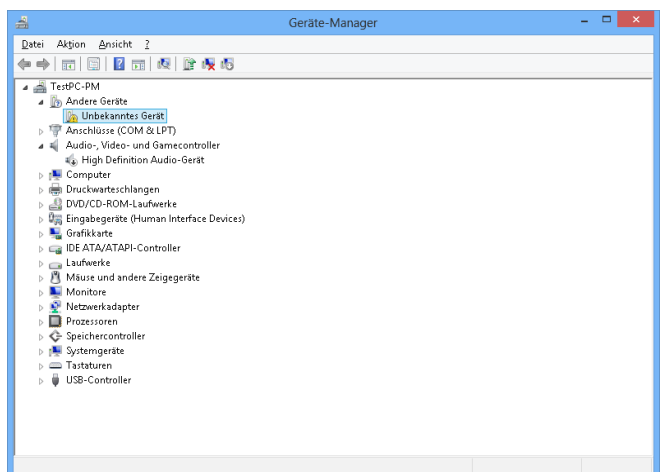 Geräte-Manager
Datei Aktion Ansicht ?
TestPC-PM
Andere Geräte
Unbekanntes Gerät
Anschlüsse (COM & LPT)
Audio-, Video- und Gamecontroller
High Definition Audio-Gerät
Computer
Druckwarteschlangen
DVD/CD-ROM-Laufwerke
Eingabegeräte (Human Interface Devices)
Grafikkarte
IDE ATA/ATAPI-Controller
Laufwerke
Mäuse und andere Zeigegeräte
Monitore
Netzwerkadapter
Prozessoren
Speichercontroller
Systemgeräte
Tastaturen
USB-Controller